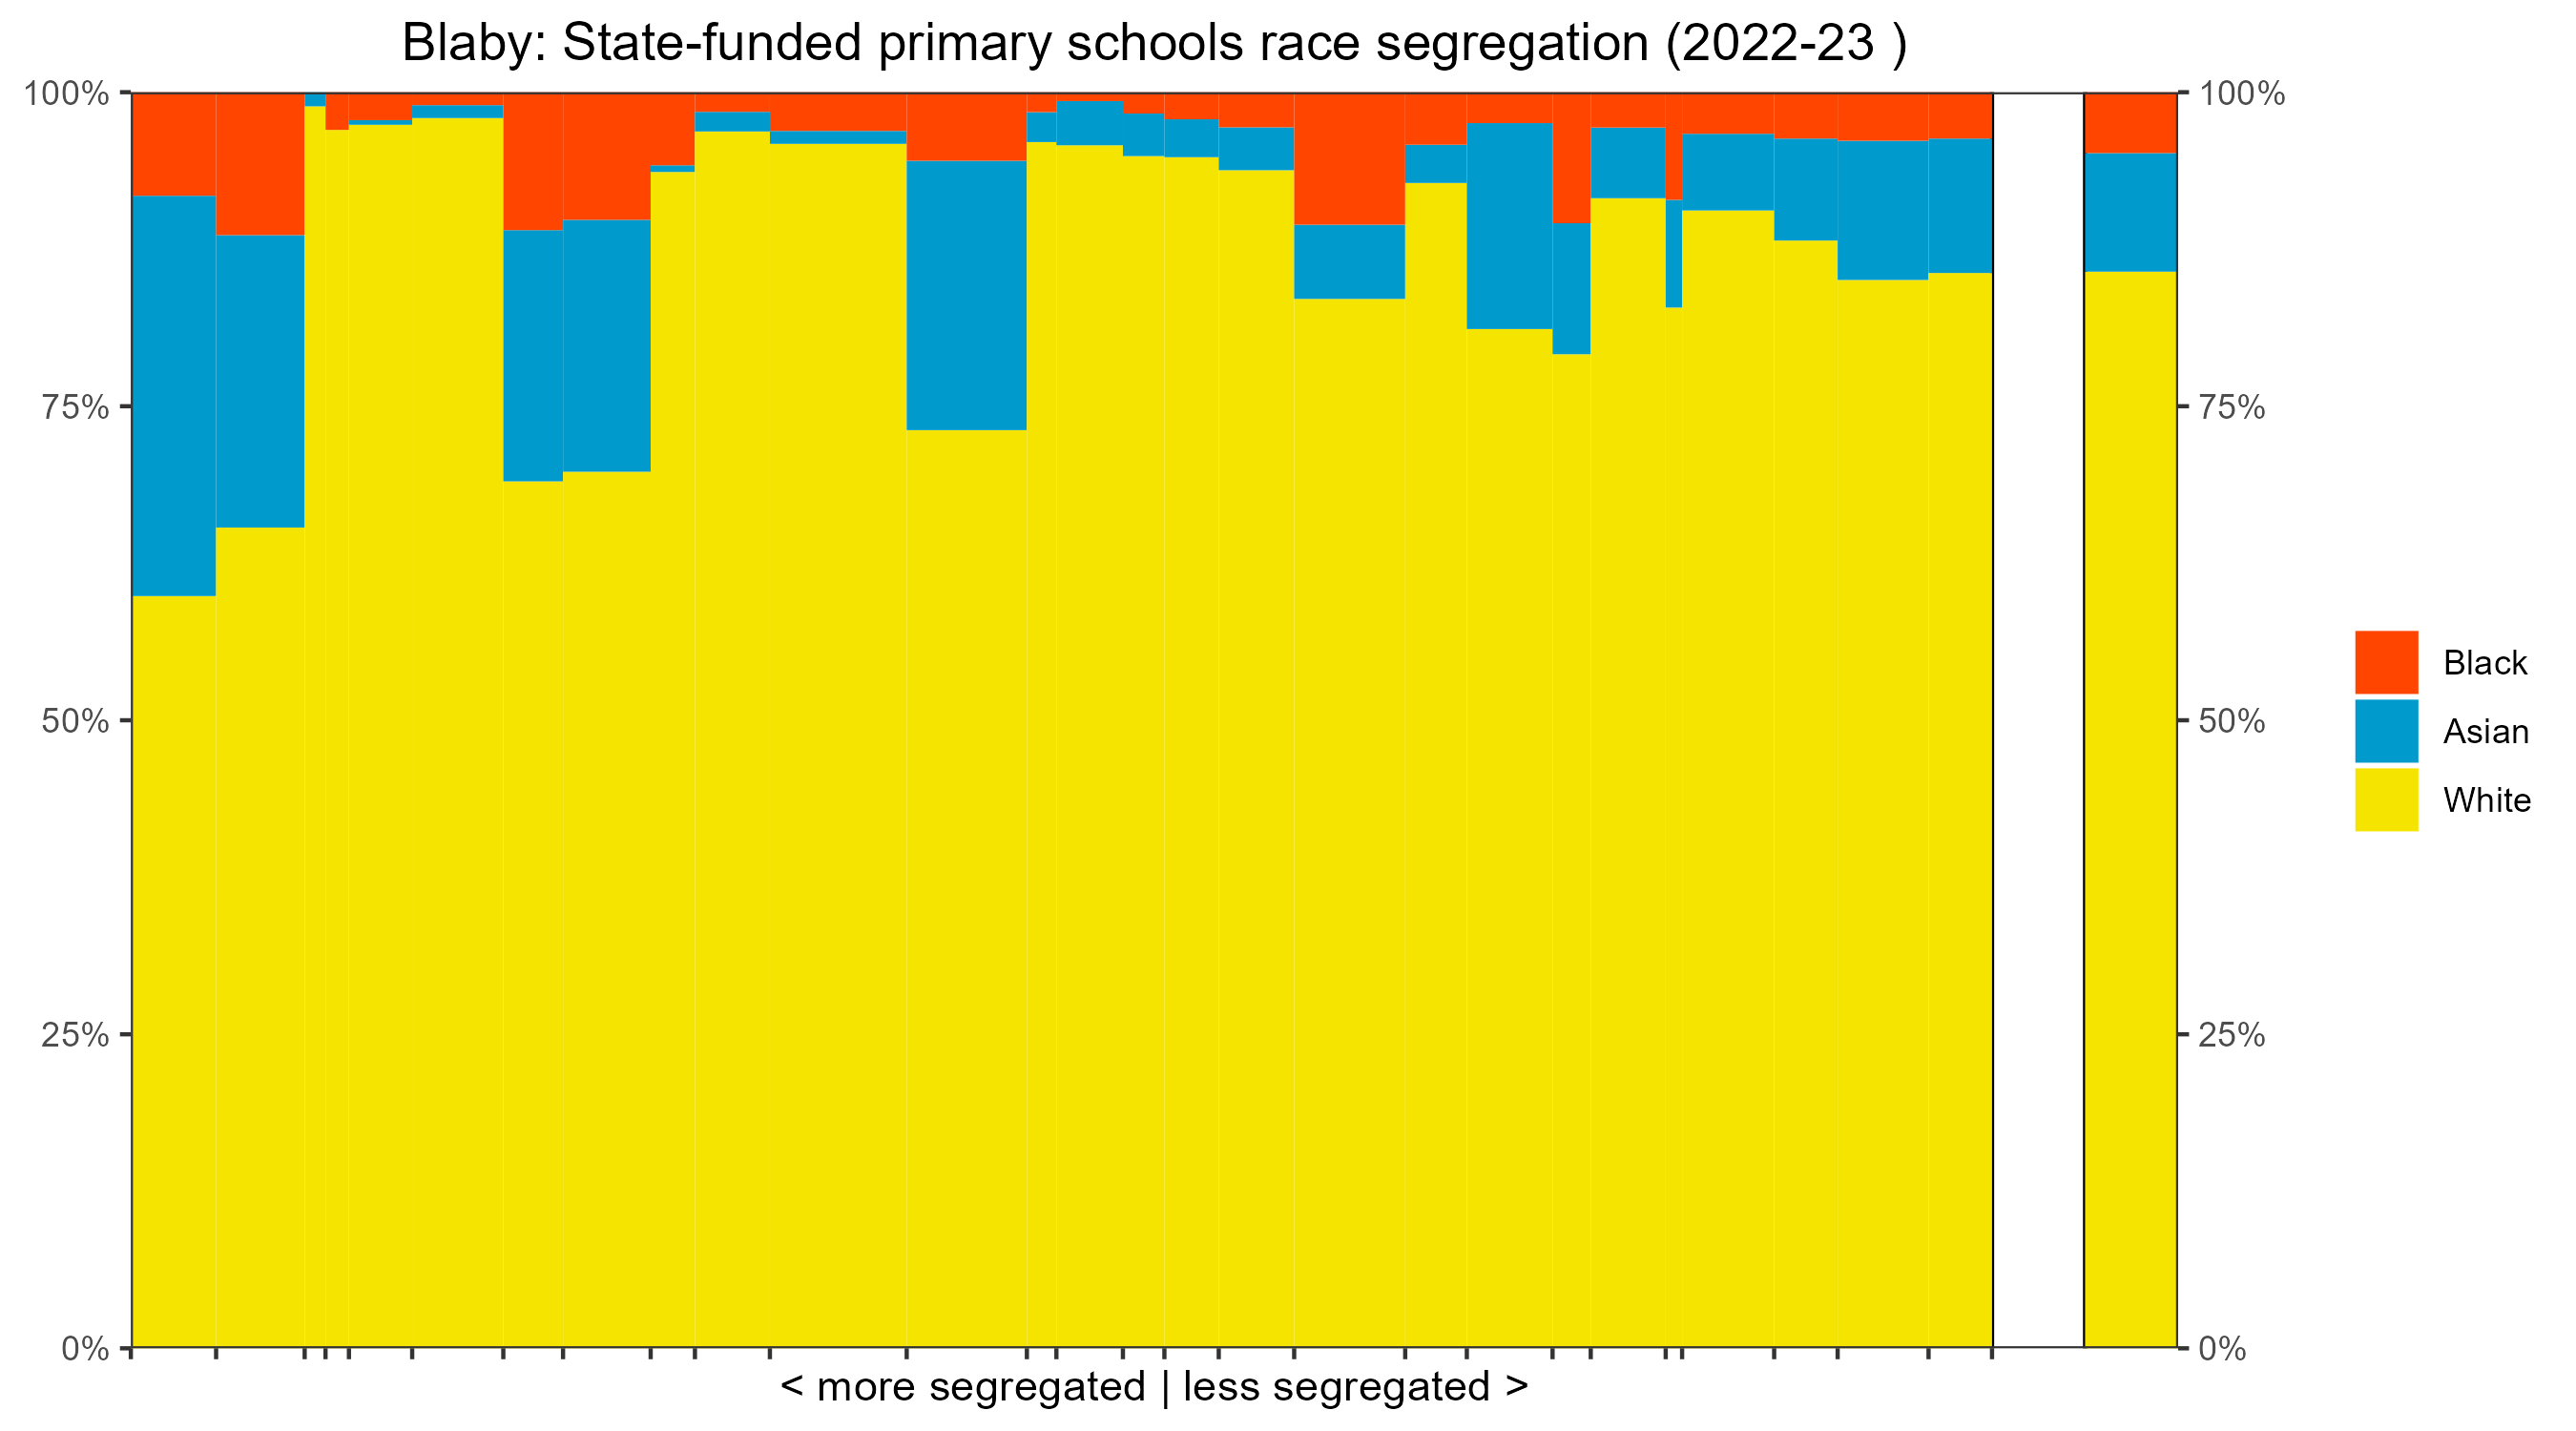 Blaby: State-funded primary schools race segregation (2022-23 )
100%
75%
50%
25%
0%
100%
75%
50%
25%
0%
Black
Asian
White
< more segregated | less segregated >